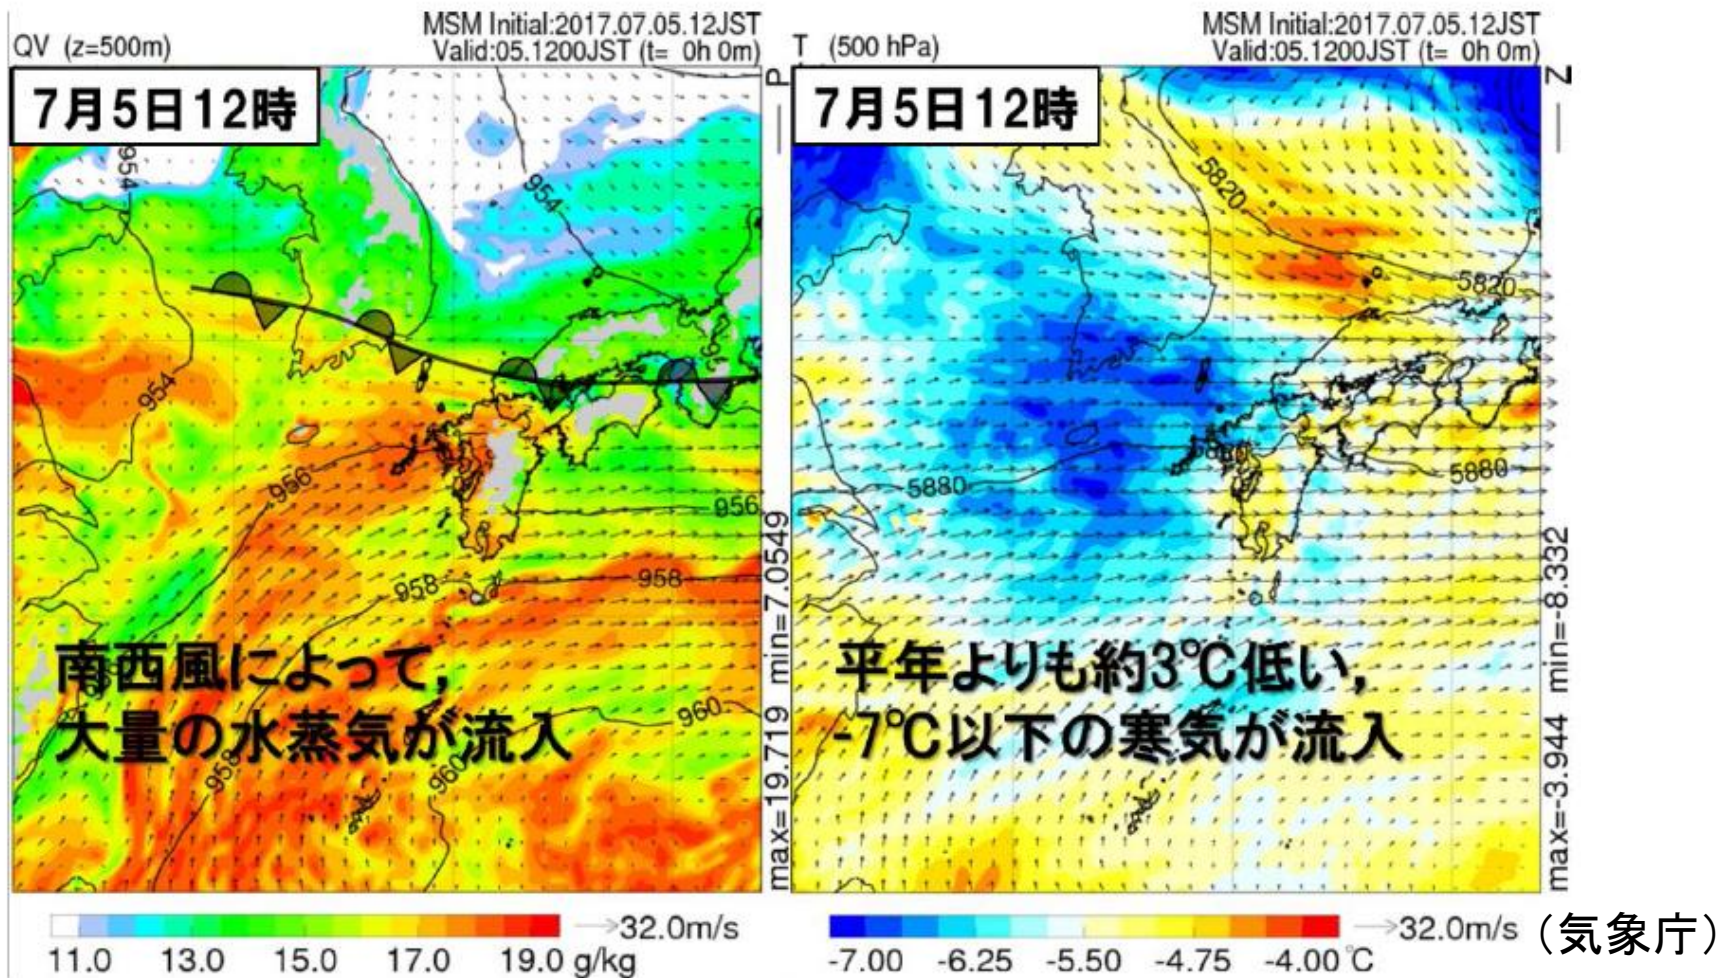 MSM Initial:2017.07.05.12JST
QV (z=500m)
Valid:05.1200JST (t= 0h 0m)
7月5日12時
P
954
954
954
956
956
958
958
958
960
960
南西風によって,
大量の水蒸気が流入
max=19.719 min=7.0549
11.0 13.0 15.0 17.0 19.0 g/kg
32.0m/s
MSM Initial:2017.07.05.12JST
T (500 hPa)
Valid:05.1200JST (t= 0h 0m)
7月5日12時
Z
5820
5820
5880
5880
平年よりも約3℃低い,
-7℃以下の寒気が流入
max=-3.9444 min=-8.332
-7.00 -6.25 -5.50 -4.75 -4.00 ℃
32.0m/s
(気象庁)